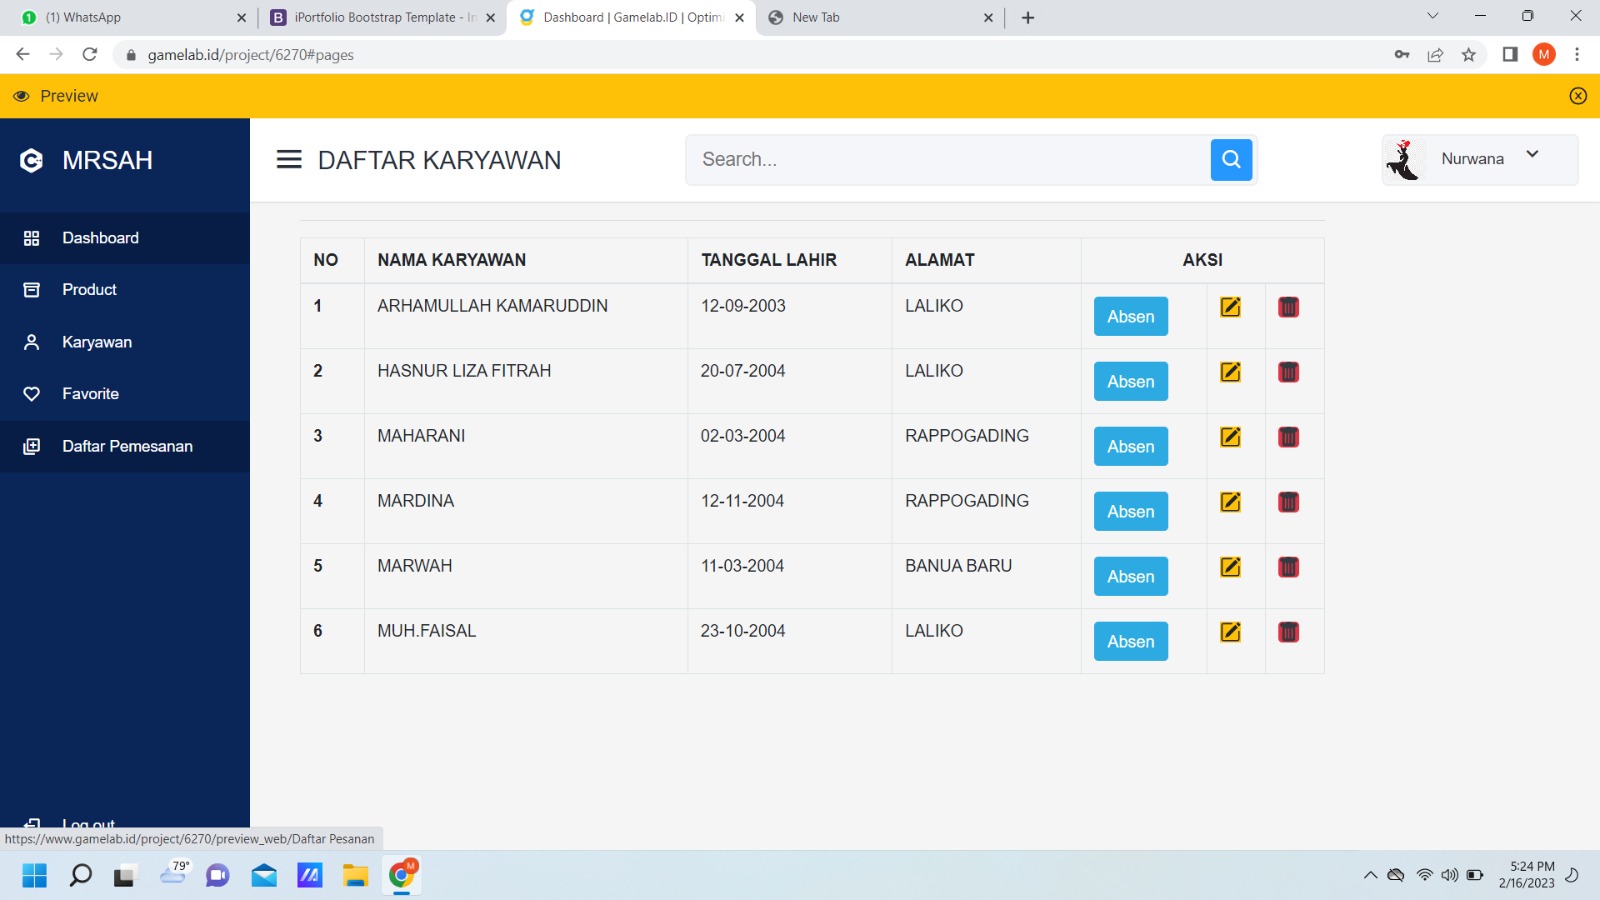 (1) WhatsApp
iPortfolio Bootstrap Template - In
Dashboard | Gamelab.ID | Optimi
New Tab
gamelab.id/project/6270#pages
M
Preview
MRSAH
DAFTAR KARYAWAN
Search...
Nurwana
Dashboard
Product
Karyawan
Favorite
Daftar Pemesanan
Log out
NO NAMA KARYAWAN TANGGAL LAHIR ALAMAT AKSI
1 ARHAMULLAH KAMARUDDIN 12-09-2003 LALIKO Absen
2 HASNUR LIZA FITRAH 20-07-2004 LALIKO Absen
3 MAHARANI 02-03-2004 RAPPOGADING Absen
4 MARDINA 12-11-2004 RAPPOGADING Absen
5 MARWAH 11-03-2004 BANUA BARU Absen
6 MUH.FAISAL 23-10-2004 LALIKO Absen
https://www.gamelab.id/project/6270/preview_web/Daftar Pesanan
79°
M
5:24 PM
2/16/2023